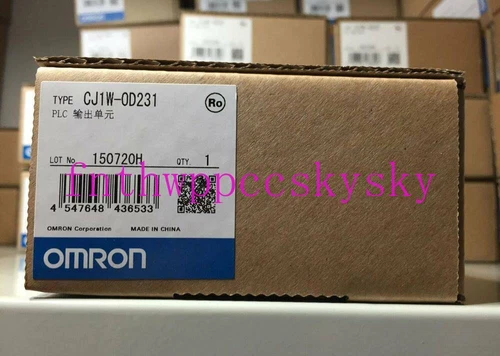 TYPE CJ1W-OD231 Ro
PLC 输出单元
LOT No. 150720H QTY. 1
fnthwppccskysky
4 547648 436533
OMRON Corporation MADE IN CHINA
OMRON